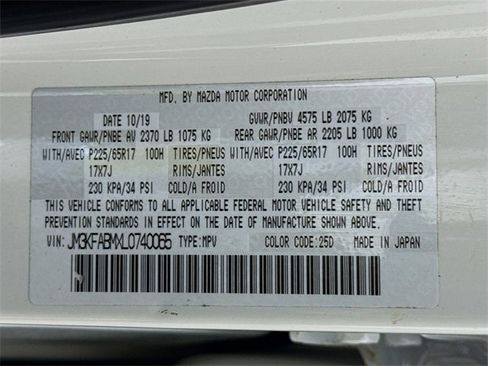 MFD. BY MAZDA MOTOR CORPORATION
DATE 10/19 GVWR/PNBV 4575 LB 2075 KG
FRONT GAWR/PNBE AV 2370 LB 1075 KG REAR GAWR/PNBE AR 2205 LB 1000 KG
WITH/AVEC P225/65R17 100H TIRES/PNEUS WITH/AVEC P225/65R17 100H TIRES/PNEUS
17X7J RIMS/JANTES 17X7J RIMS/JANTES
230 KPA/34 PSI COLD/A FROID 230 KPA/34 PSI COLD/A FROID
THIS VEHICLE CONFORMS TO ALL APPLICABLE FEDERAL MOTOR VEHICLE SAFETY AND THEFT
PREVENTION STANDARDS IN EFFECT ON THE DATE OF MANUFACTURE SHOWN ABOVE.
VIN: JM3KFABMXL0740065 TYPE:MPV COLOR CODE:25D MADE IN JAPAN